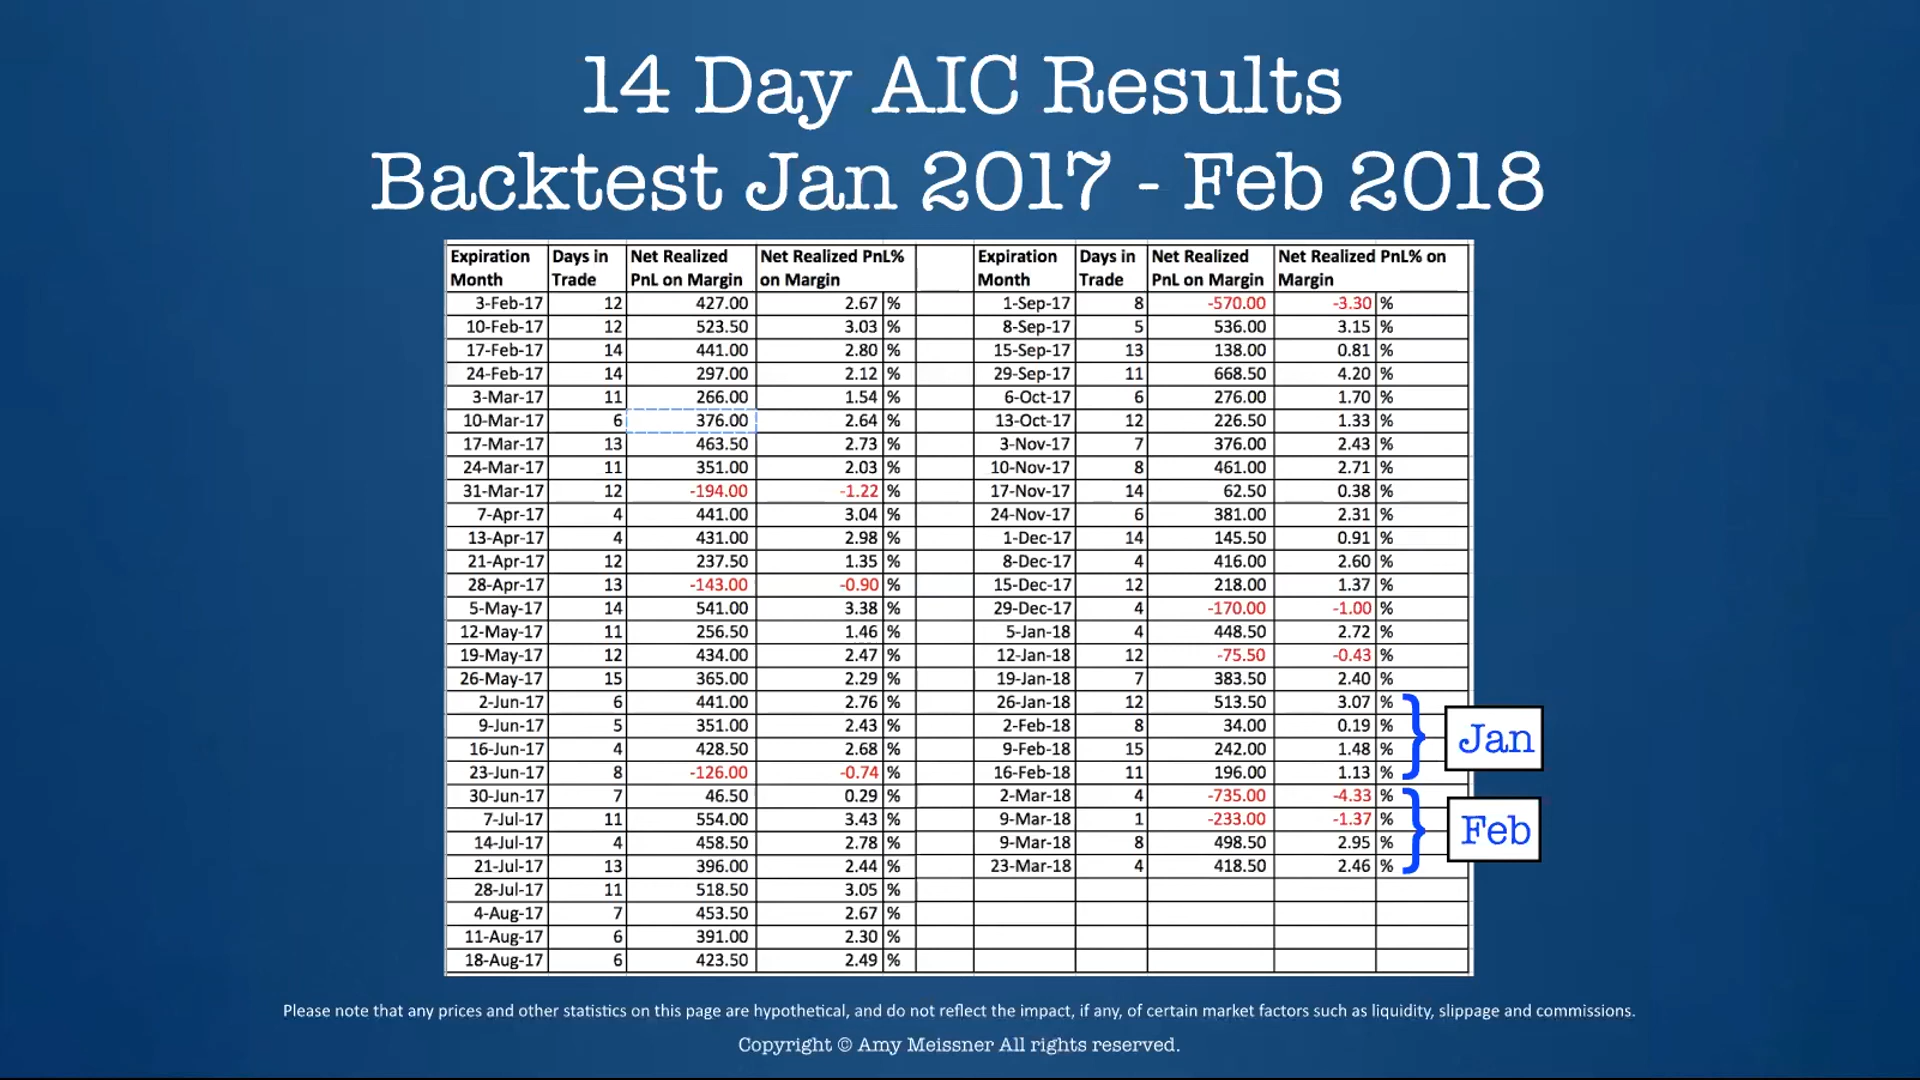 14 Day AIC Results
Backtest Jan 2017 - Feb 2018
Expiration Month Days in Trade Net Realized PnL on Margin Net Realized PnL% on Margin Expiration Month Days in Trade Net Realized PnL on Margin Net Realized PnL% on Margin
3-Feb-17 12 427.00 2.67 % 1-Sep-17 8 -570.00 -3.30 %
10-Feb-17 12 523.50 3.03 % 8-Sep-17 5 536.00 3.15 %
17-Feb-17 14 441.00 2.80 % 15-Sep-17 13 138.00 0.81 %
24-Feb-17 14 297.00 2.12 % 29-Sep-17 11 668.50 4.20 %
3-Mar-17 11 266.00 1.54 % 6-Oct-17 6 276.00 1.70 %
10-Mar-17 6 376.00 2.64 % 13-Oct-17 12 226.50 1.33 %
17-Mar-17 13 463.50 2.73 % 3-Nov-17 7 376.00 2.43 %
24-Mar-17 11 351.00 2.03 % 10-Nov-17 8 461.00 2.71 %
31-Mar-17 12 -194.00 -1.22 % 17-Nov-17 14 62.50 0.38 %
7-Apr-17 4 441.00 3.04 % 24-Nov-17 6 381.00 2.31 %
13-Apr-17 4 431.00 2.98 % 1-Dec-17 14 145.50 0.91 %
21-Apr-17 12 237.50 1.35 % 8-Dec-17 4 416.00 2.60 %
28-Apr-17 13 -143.00 -0.90 % 15-Dec-17 12 218.00 1.37 %
5-May-17 14 541.00 3.38 % 29-Dec-17 4 -170.00 -1.00 %
12-May-17 11 256.50 1.46 % 5-Jan-18 4 448.50 2.72 %
19-May-17 12 434.00 2.47 % 12-Jan-18 12 -75.50 -0.43 %
26-May-17 15 365.00 2.29 % 19-Jan-18 7 383.50 2.40 %
2-Jun-17 6 441.00 2.76 % 26-Jan-18 12 513.50 3.07 %
9-Jun-17 5 351.00 2.43 % 2-Feb-18 8 34.00 0.19 %
Jan
16-Jun-17 4 428.50 2.68 % 9-Feb-18 15 242.00 1.48 %
23-Jun-17 8 -126.00 -0.74 % 16-Feb-18 11 196.00 1.13 %
30-Jun-17 7 46.50 0.29 % 2-Mar-18 4 -735.00 -4.33 %
7-Jul-17 11 554.00 3.43 % 9-Mar-18 1 -233.00 -1.37 %
Feb
14-Jul-17 4 458.50 2.78 % 9-Mar-18 8 498.50 2.95 %
21-Jul-17 13 396.00 2.44 % 23-Mar-18 4 418.50 2.46 %
28-Jul-17 11 518.50 3.05 %
4-Aug-17 7 453.50 2.67 %
11-Aug-17 6 391.00 2.30 %
18-Aug-17 6 423.50 2.49 %
Please note that any prices and other statistics on this page are hypothetical, and do not reflect the impact, if any, of certain market factors such as liquidity, slippage and commissions.
Copyright © Amy Meissner All rights reserved.